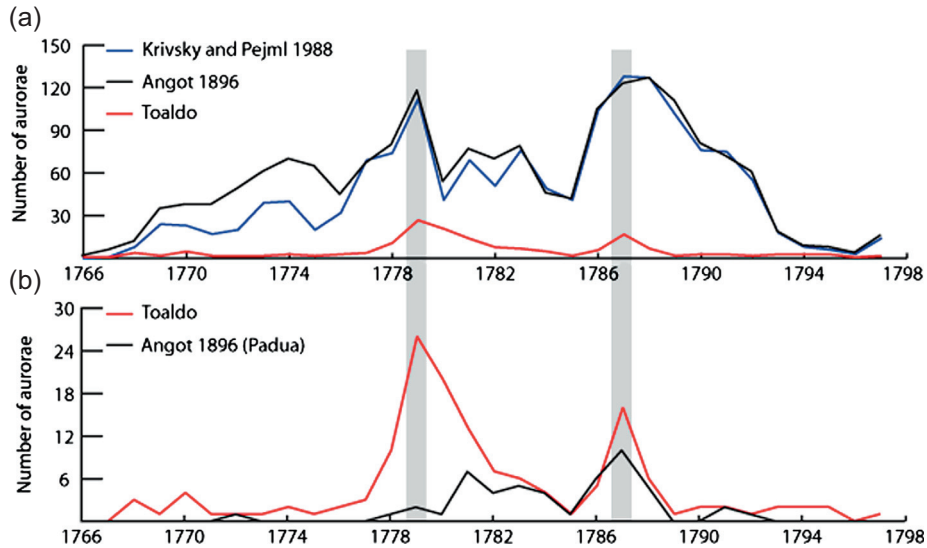 (a)
Number of aurorae
150
120
90
60
30
Krivsky and Pejml 1988
Angot 1896
Toaldo
1766 1770 1774 1778 1782 1786 1790 1794 1798
(b)
Number of aurorae
30
24
18
12
6
Toaldo
Angot 1896 (Padua)
1766 1770 1774 1778 1782 1786 1790 1794 1798